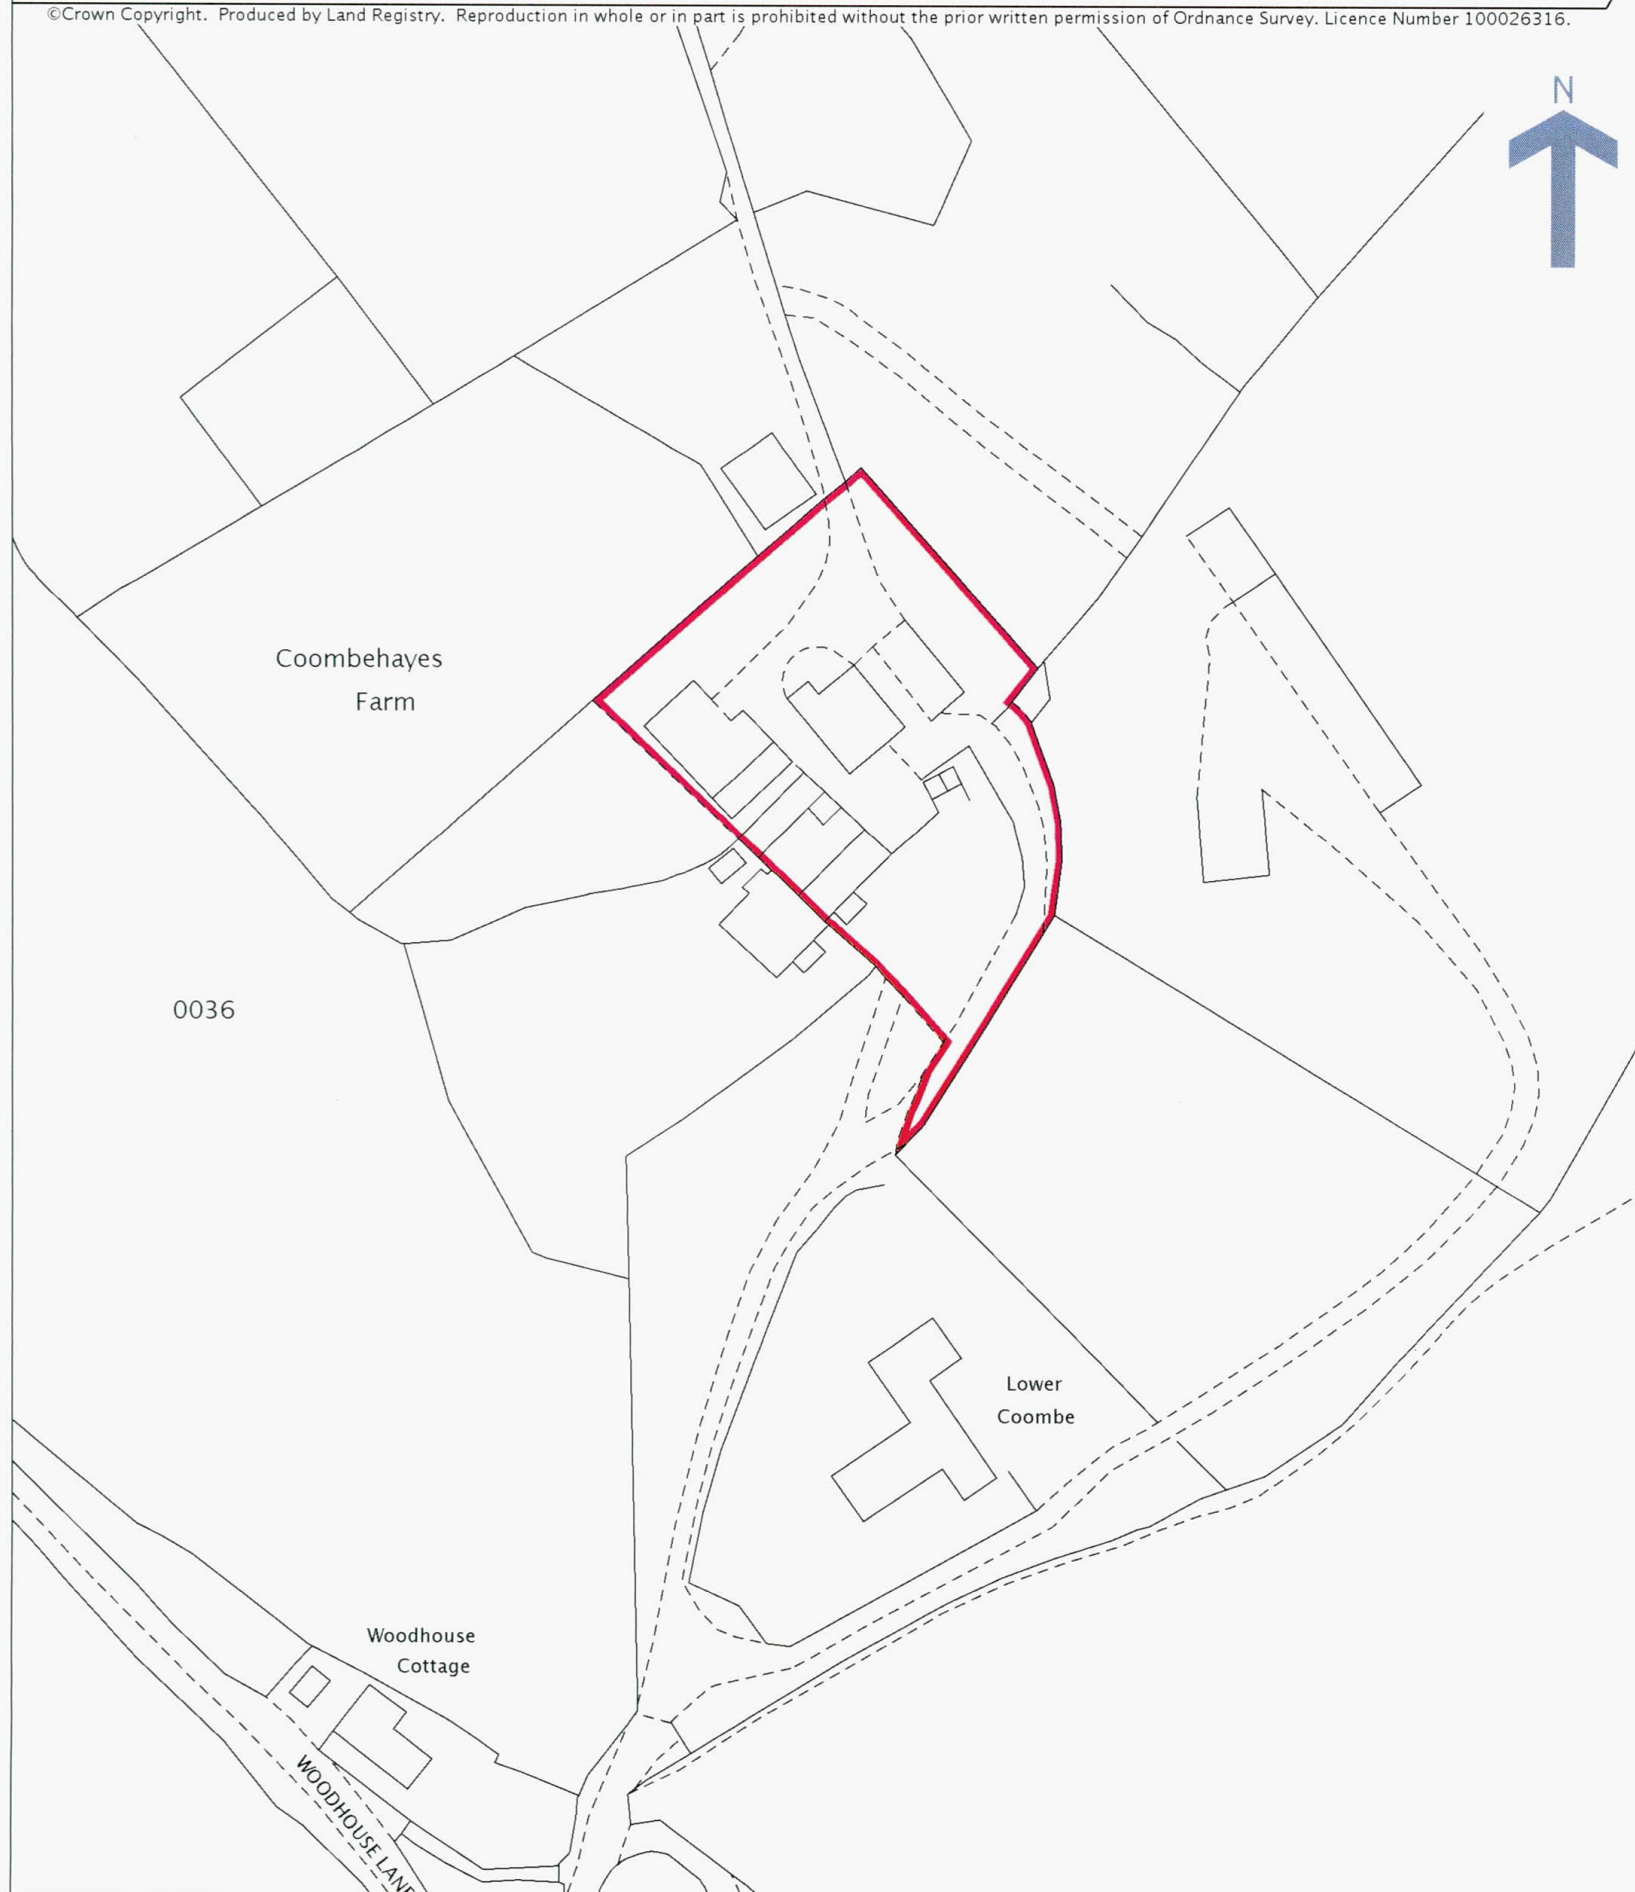 ©Crown Copyright. Produced by Land Registry. Reproduction in whole or in part is prohibited without the prior written permission of Ordnance Survey. Licence Number 100026316.
N
Coombehayes
Farm
0036
Lower
Coombe
Woodhouse
Cottage
WOODHOUSE LANE